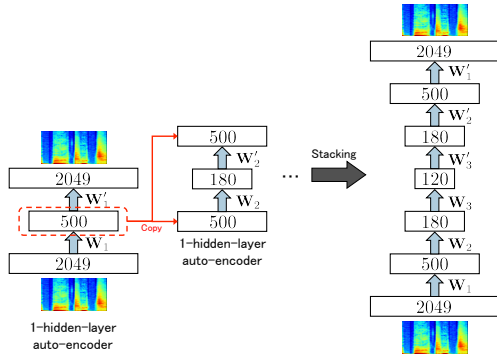 2049
W′₁
500
W₁
2049
1-hidden-layer
auto-encoder
Copy
500
W′₂
180
W₂
500
1-hidden-layer
auto-encoder
...
Stacking
2049
W′₁
500
W′₂
180
W′₃
120
W₃
180
W₂
500
W₁
2049